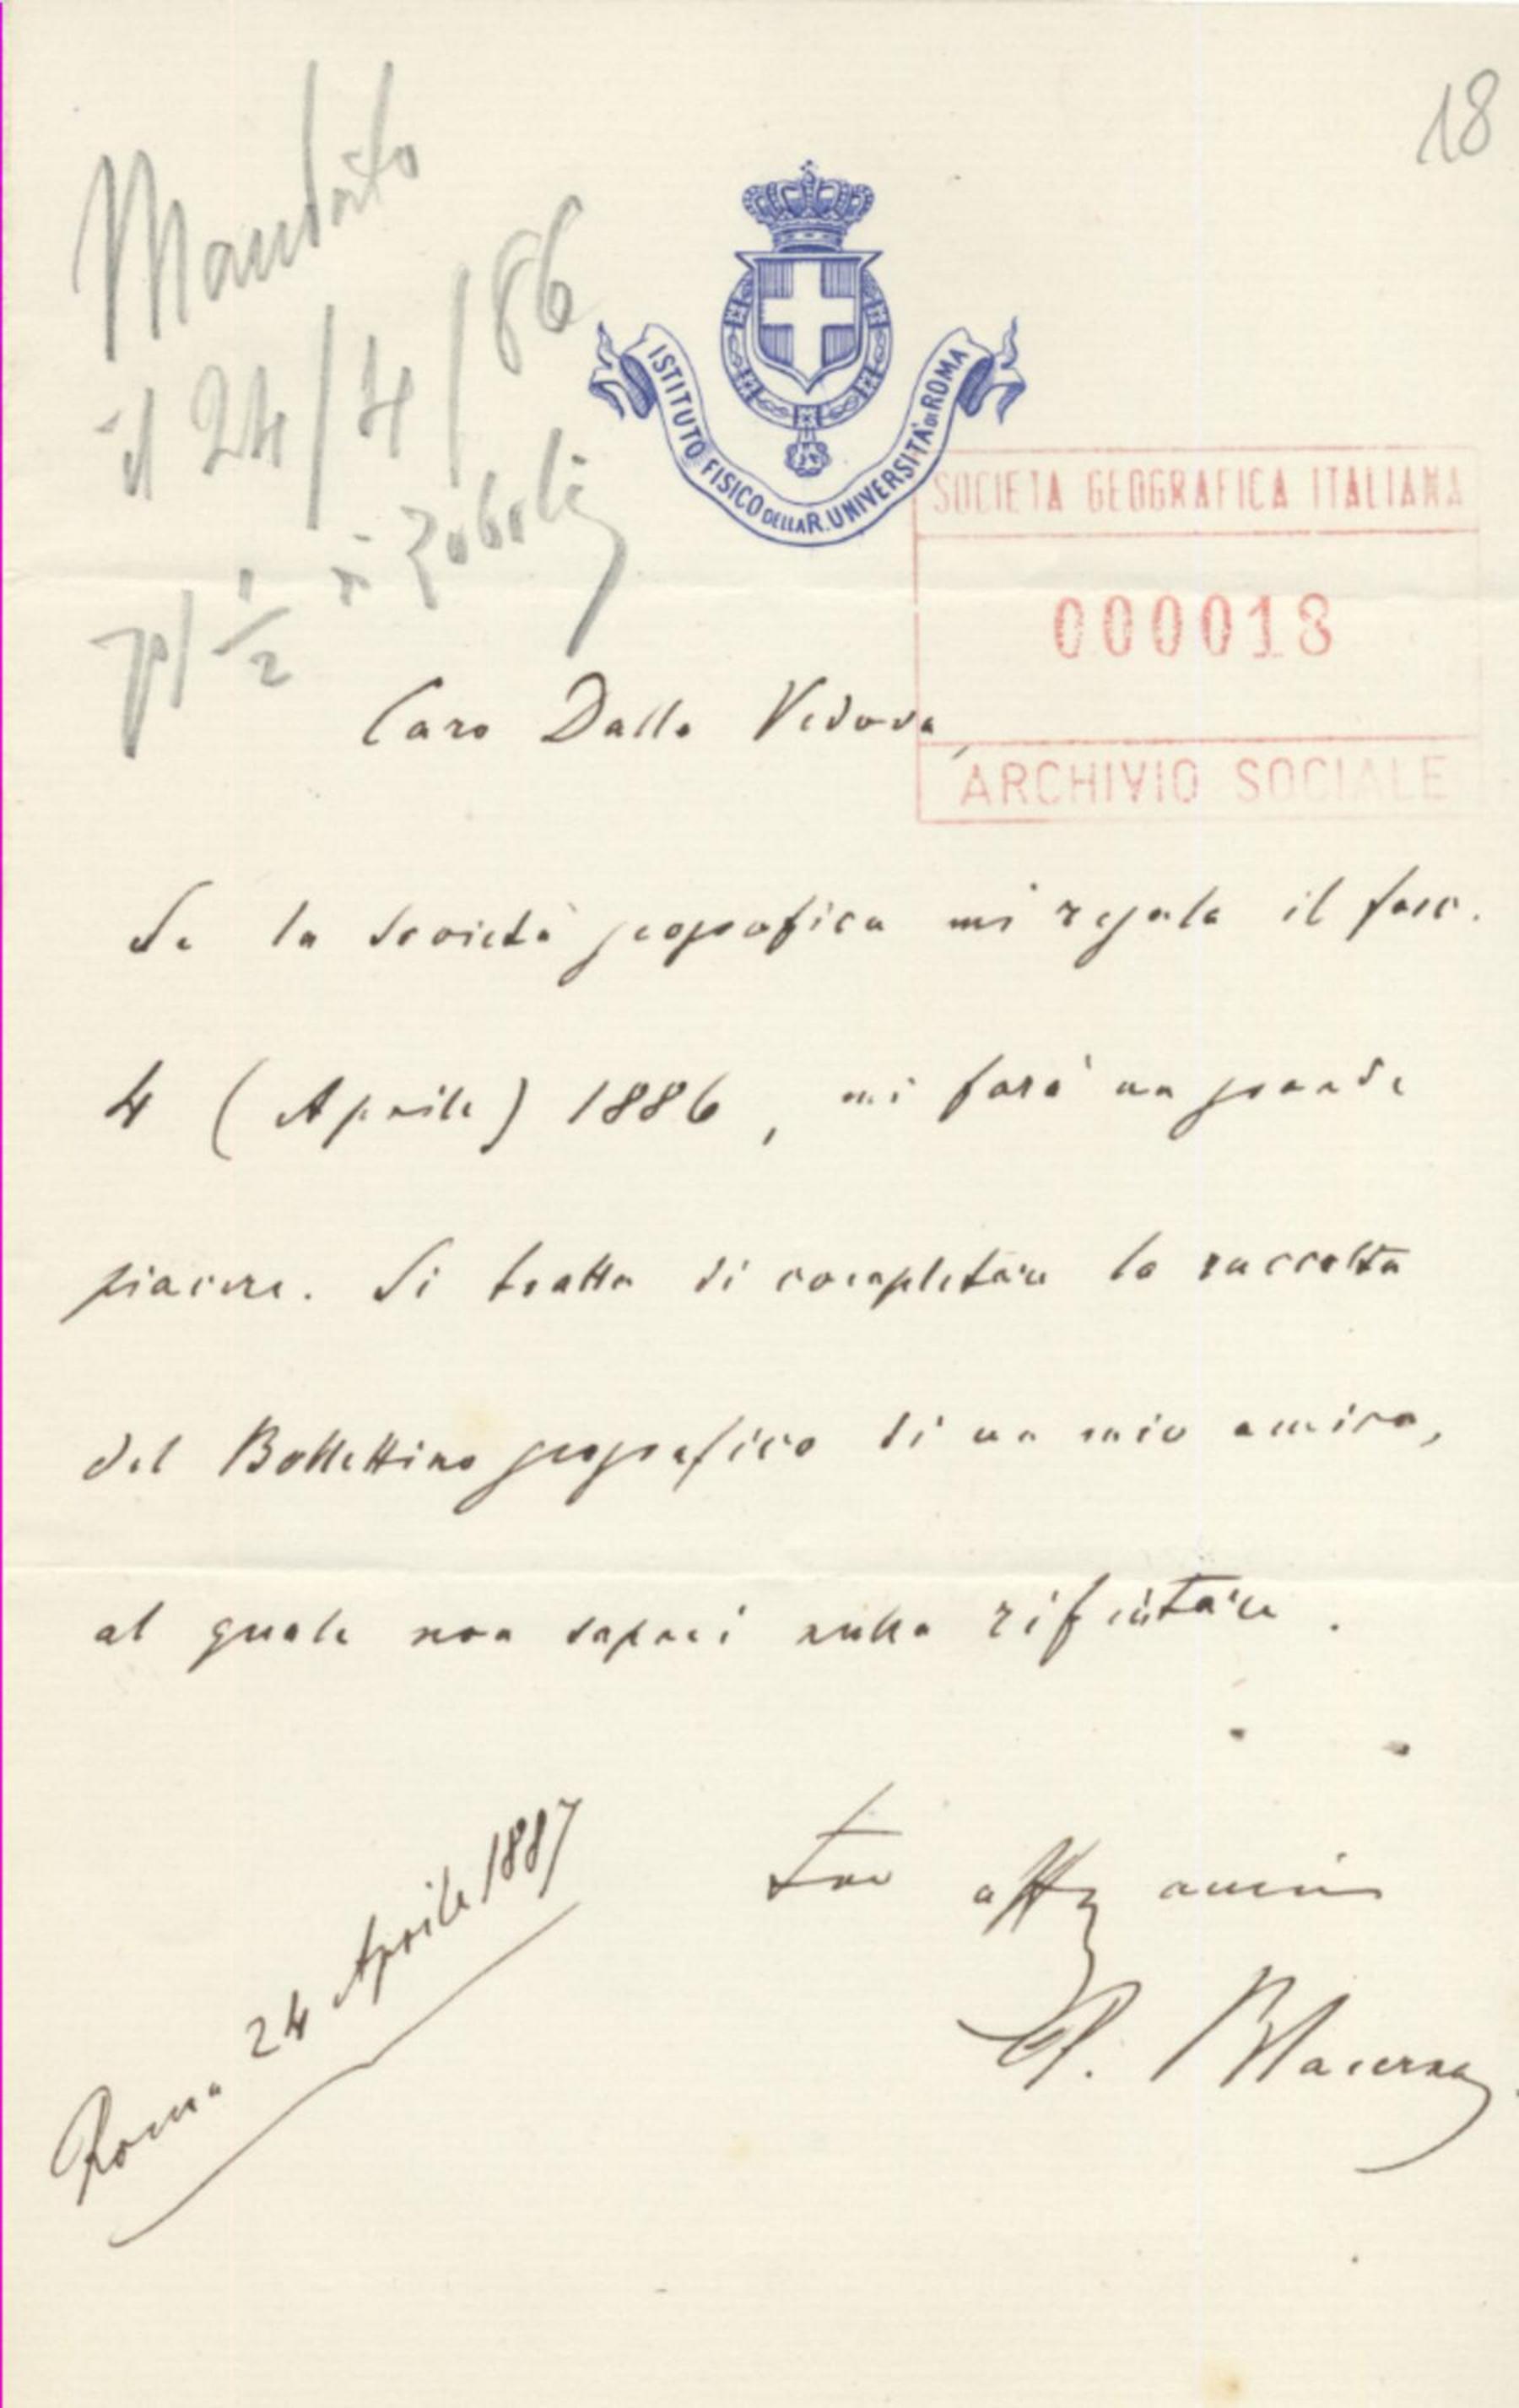 18
Mandato
il 24/4/86
p/ 1/2
ISTITUTO FISICO DELLA R. UNIVERSITÀ DI ROMA
SOCIETA GEOGRAFICA ITALIANA
000018
ARCHIVIO SOCIALE
Caro Dalla Vedova,
Se la Società geografica mi regala il fasc.
4 (Aprile) 1886, mi farà un grande
piacere. Si tratta di completare la raccolta
del Bollettino geografico di un mio amico,
al quale non saprei nulla rifiutare.
Tuo affo amico
P. Blaserna
Roma 24 Aprile 1887